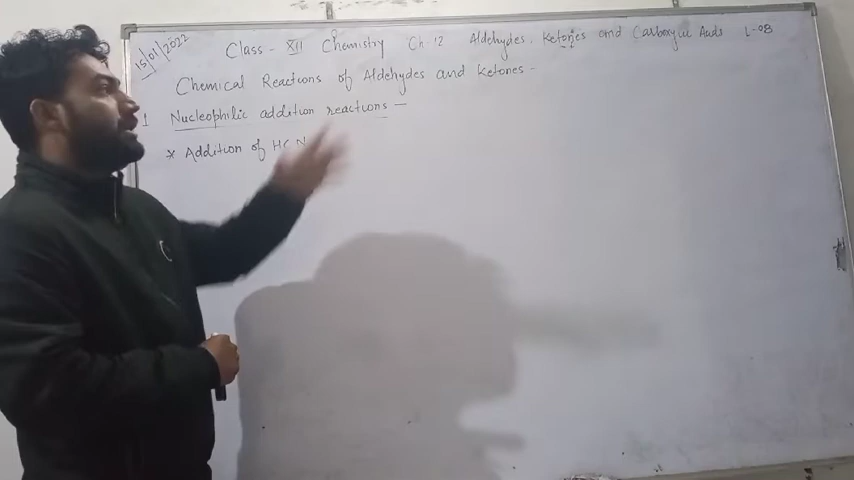 15/01/2022
Class - XII Chemistry Ch. 12 Aldehydes, Ketones and Carboxylic Acids L-08
Chemical Reactions of Aldehydes and Ketones -
1 Nucleophilic addition reactions -
* Addition of HCN